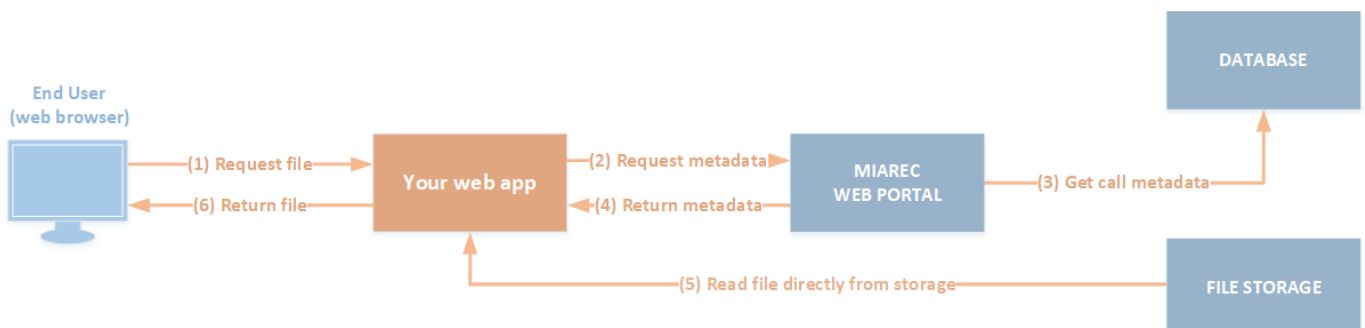 DATABASE
End User
(web browser)
(1) Request file
Your web app
(2) Request metadata
MIAREC
WEB PORTAL
(3) Get call metadata
(6) Return file
(4) Return metadata
(5) Read file directly from storage
FILE STORAGE